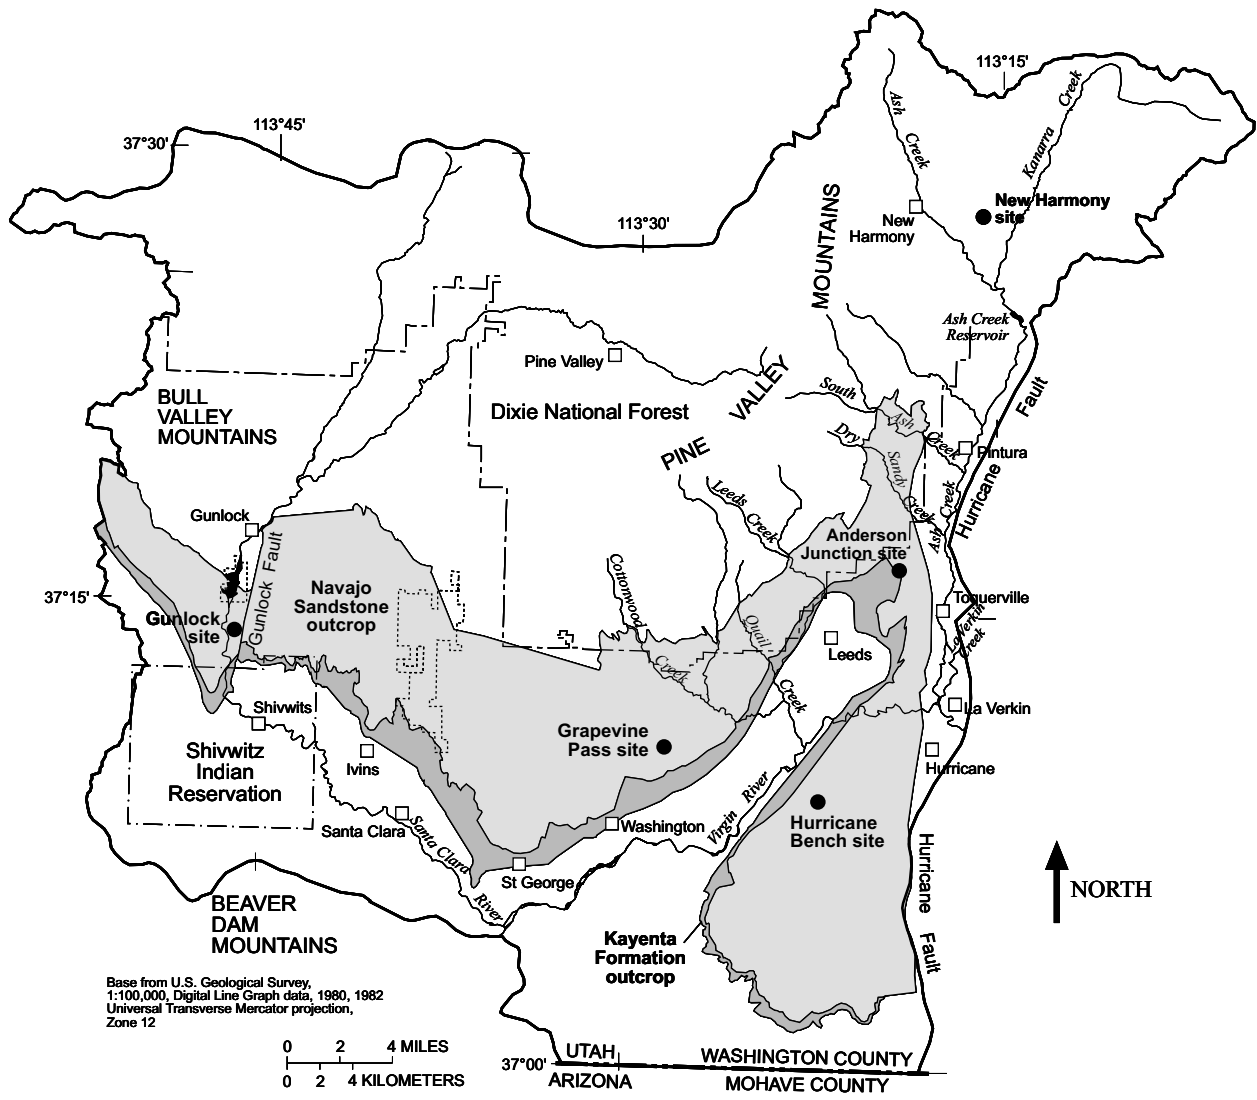 113°15'
Ash
Creek
Kanarra
Creek
113°45'
37°30'
New Harmony
site
New
Harmony
113°30'
MOUNTAINS
Ash Creek
Reservoir
Pine Valley
VALLEY
PINE
South
Ash
Creek
Dixie National Forest
BULL
VALLEY
MOUNTAINS
Fault
Hurricane
Pintura
Dry
Sandy
Creek
Ash
Creek
Leeds
Creek
Gunlock
Gunlock Fault
Anderson
Junction site
Cottonwood
Creek
Navajo
Sandstone
outcrop
37°15'
Gunlock
site
Toquerville
LaVerkin
Creek
Quail
Creek
Leeds
Shivwits
La Verkin
Grapevine
Pass site
Shivwitz
Indian
Reservation
Ivins
Hurricane
Virgin
River
Hurricane
Bench site
Santa Clara
Santa Clara
River
Washington
St George
Hurricane
Fault
NORTH
BEAVER
DAM
MOUNTAINS
Kayenta
Formation
outcrop
Base from U.S. Geological Survey,
1:100,000, Digital Line Graph data, 1980, 1982
Universal Transverse Mercator projection,
Zone 12
0 2 4 MILES
0 2 4 KILOMETERS
37°00'
UTAH
ARIZONA
WASHINGTON COUNTY
MOHAVE COUNTY